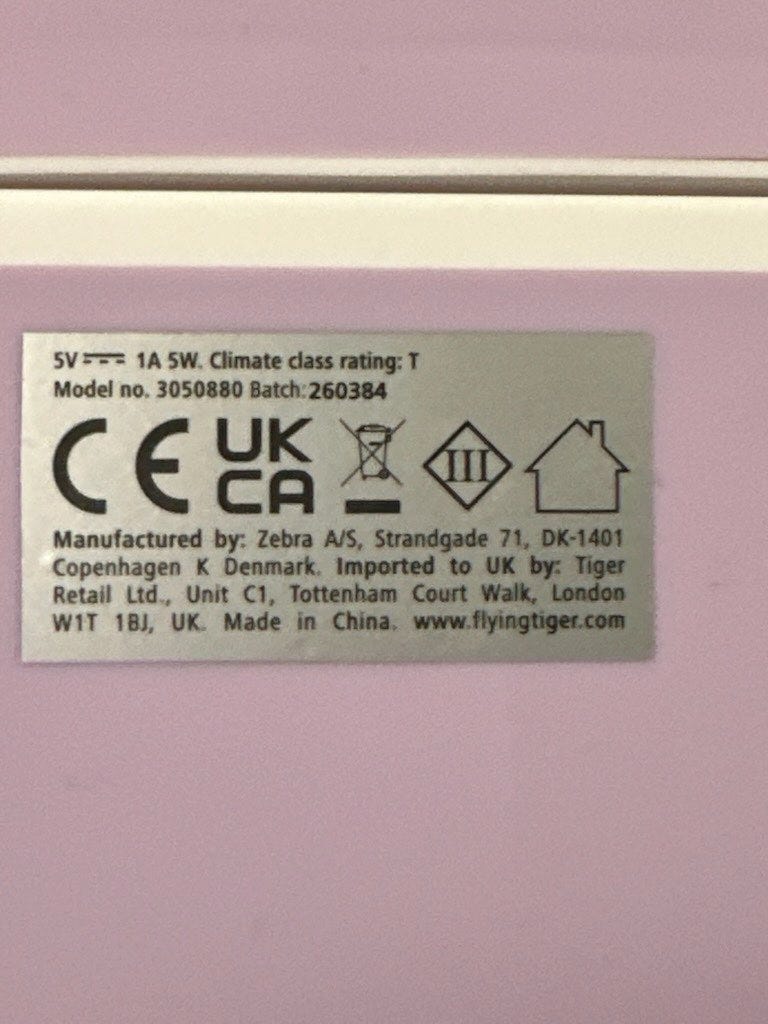 5V⎓ 1A 5W. Climate class rating: T
Model no. 3050880 Batch: 260384
CE UK CA III
Manufactured by: Zebra A/S, Strandgade 71, DK-1401
Copenhagen K Denmark. Imported to UK by: Tiger
Retail Ltd., Unit C1, Tottenham Court Walk, London
W1T 1BJ, UK. Made in China. www.flyingtiger.com